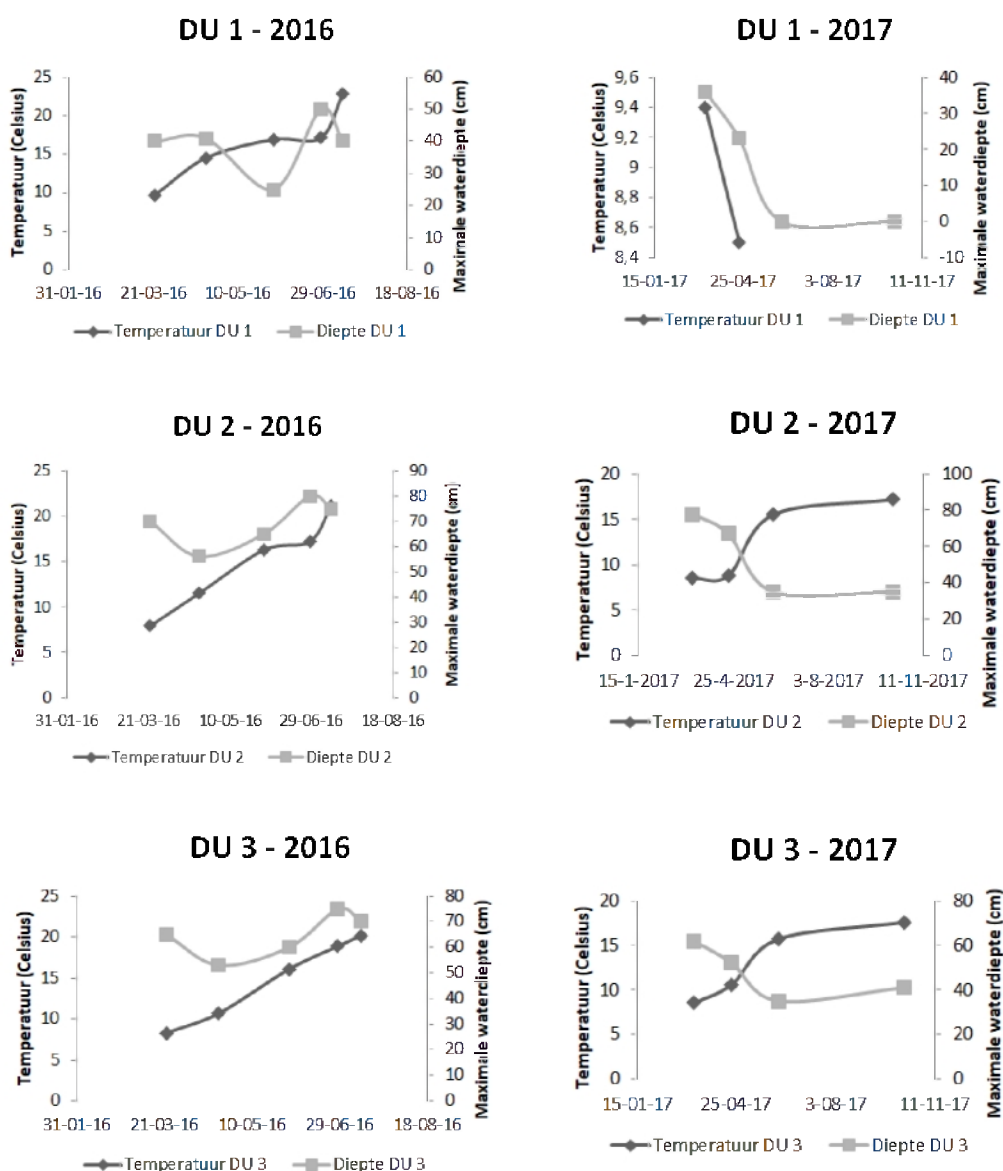 DU 1 - 2016
Temperatuur (Celsius)
25
20
15
10
5
0
60
50
40
30
20
10
0
Maximale waterdiepte (cm)
31-01-16 21-03-16 10-05-16 29-06-16 18-08-16
Temperatuur DU 1 Diepte DU 1
DU 1 - 2017
Temperatuur (Celsius)
9,6
9,4
9,2
9
8,8
8,6
8,4
40
30
20
10
0
-10
Maximale waterdiepte (cm)
15-01-17 25-04-17 3-08-17 11-11-17
Temperatuur DU 1 Diepte DU 1
DU 2 - 2016
Temperatuur (Celsius)
25
20
15
10
5
0
90
80
70
60
50
40
30
20
10
0
Maximale waterdiepte (cm)
31-01-16 21-03-16 10-05-16 29-06-16 18-08-16
Temperatuur DU 2 Diepte DU 2
DU 2 - 2017
Temperatuur (Celsius)
20
15
10
5
0
100
80
60
40
20
0
Maximale waterdiepte (cm)
15-1-2017 25-4-2017 3-8-2017 11-11-2017
Temperatuur DU 2 Diepte DU 2
DU 3 - 2016
Temperatuur (Celsius)
25
20
15
10
5
0
80
70
60
50
40
30
20
10
0
Maximale waterdiepte (cm)
31-01-16 21-03-16 10-05-16 29-06-16 18-08-16
Temperatuur DU 3 Diepte DU 3
DU 3 - 2017
Temperatuur (Celsius)
20
15
10
5
0
80
60
40
20
0
Maximale waterdiepte (cm)
15-01-17 25-04-17 3-08-17 11-11-17
Temperatuur DU 3 Diepte DU 3